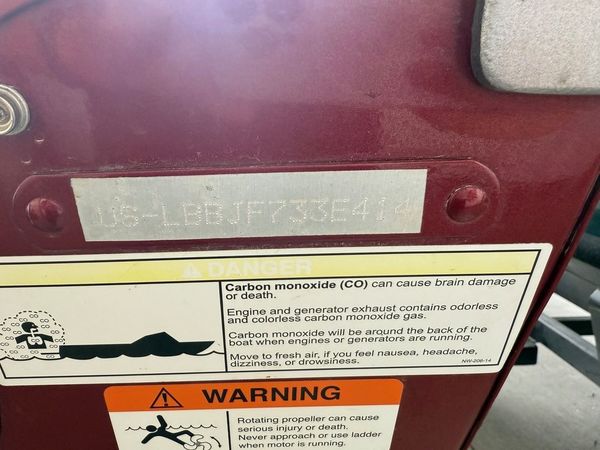 US-LBBJF733E414
DANGER
Carbon monoxide (CO) can cause brain damage
or death.
Engine and generator exhaust contains odorless
and colorless carbon monoxide gas.
Carbon monoxide will be around the back of the
boat when engines or generators are running.
Move to fresh air, if you feel nausea, headache,
dizziness, or drowsiness.
NW-206-14
WARNING
Rotating propeller can cause
serious injury or death.
Never approach or use ladder
when motor is running.